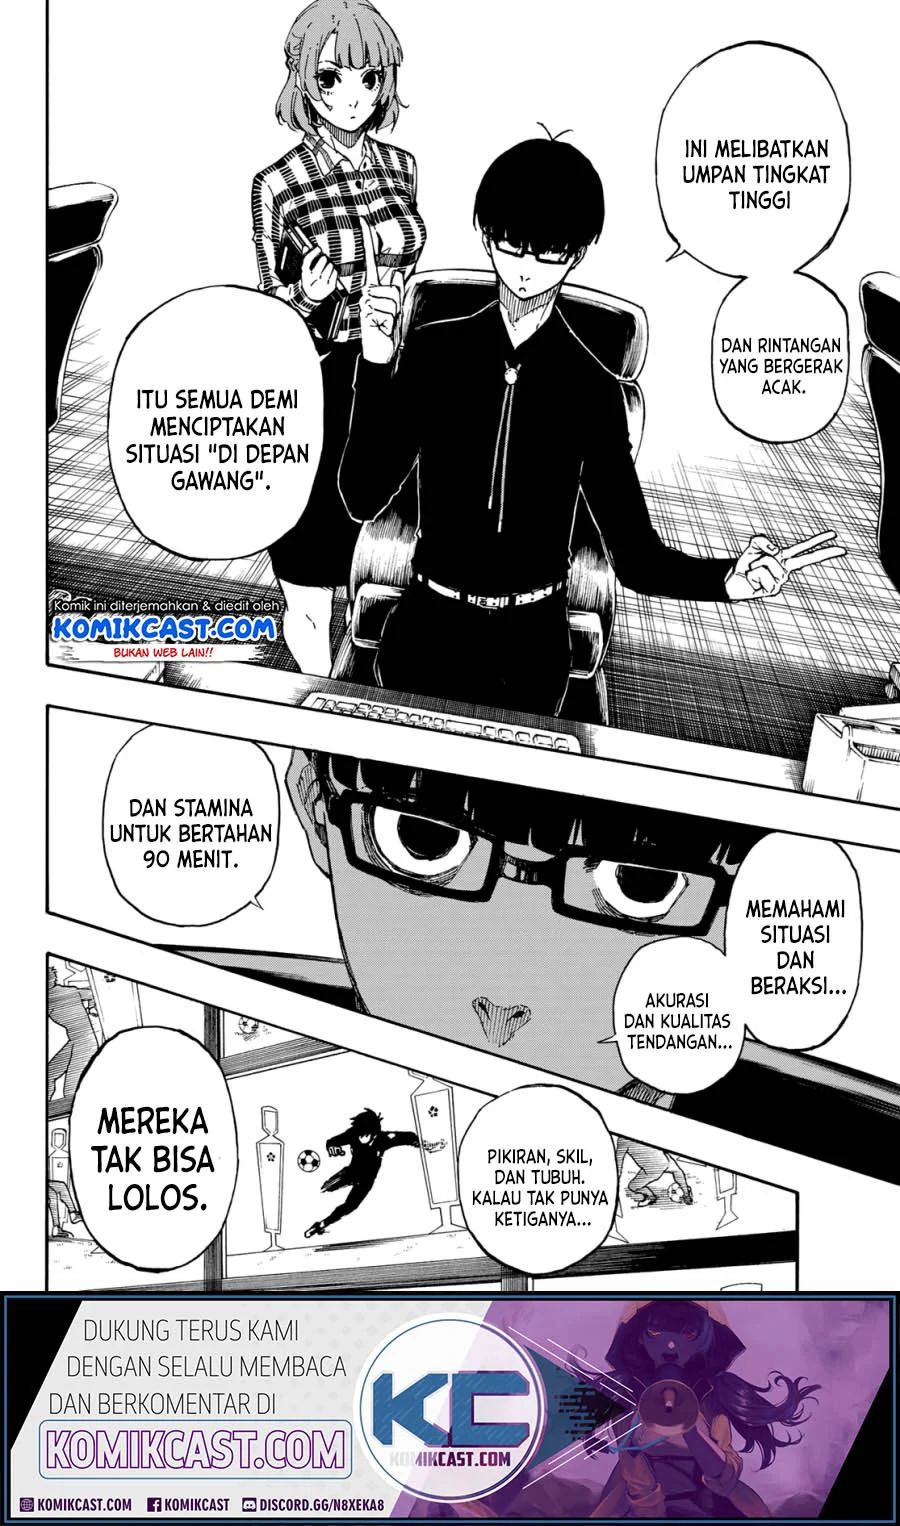 INI MELIBATKAN
UMPAN TINGKAT
TINGGI
DAN RINTANGAN
YANG BERGERAK
ACAK.
ITU SEMUA DEMI
MENCIPTAKAN
SITUASI "DI DEPAN
GAWANG".
Komik ini diterjemahkan & diedit oleh
KOMIKCAST.COM
BUKAN WEB LAIN!!
MEMAHAMI
SITUASI
DAN
BERAKSI...
AKURASI
DAN KUALITAS
TENDANGAN...
DAN STAMINA
UNTUK BERTAHAN
90 MENIT.
PIKIRAN, SKIL,
DAN TUBUH.
KALAU TAK PUNYA
KETIGANYA...
MEREKA
TAK BISA
LOLOS.
DUKUNG TERUS KAMI
DENGAN SELALU MEMBACA
DAN BERKOMENTAR DI
KOMIKCAST.COM
KC
KOMIKCAST.COM
KOMIKCAST.COM
KOMIKCAST
DISCORD.GG/N8XEKA8